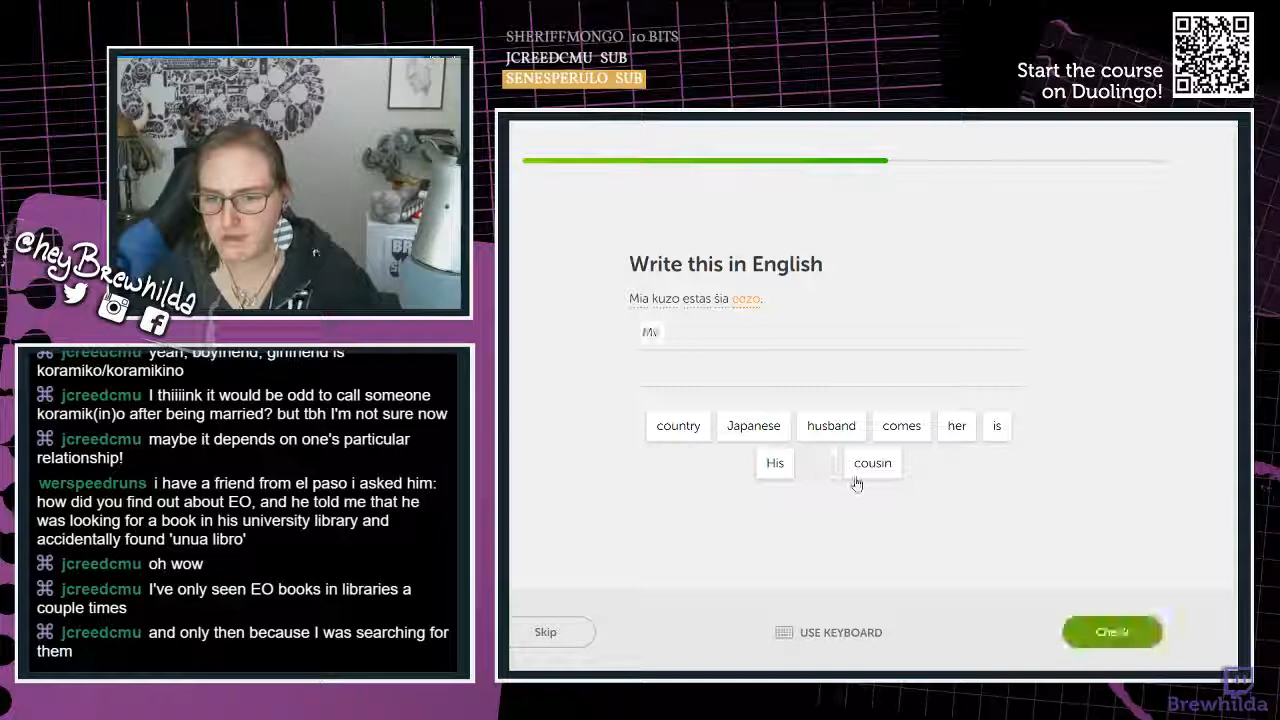 SHERIFFMONGO 10 BITS
JCREEDCMU SUB
SENESPERULO SUB
Start the course
on Duolingo!
@heyBrewhilda
Write this in English
Mia kuzo estas ŝia edzo.
My
country Japanese husband comes her is
His cousin
Skip
USE KEYBOARD
Check
jcreedcmu yeah, boyfriend, girlfriend is
koramiko/koramikino
jcreedcmu I thiiiink it would be odd to call someone
koramik(in)o after being married? but tbh I'm not sure now
jcreedcmu maybe it depends on one's particular
relationship!
werspeedruns i have a friend from el paso i asked him:
how did you find out about EO, and he told me that he
was looking for a book in his university library and
accidentally found 'unua libro'
jcreedcmu oh wow
jcreedcmu I've only seen EO books in libraries a
couple times
jcreedcmu and only then because I was searching for
them
Brewhilda